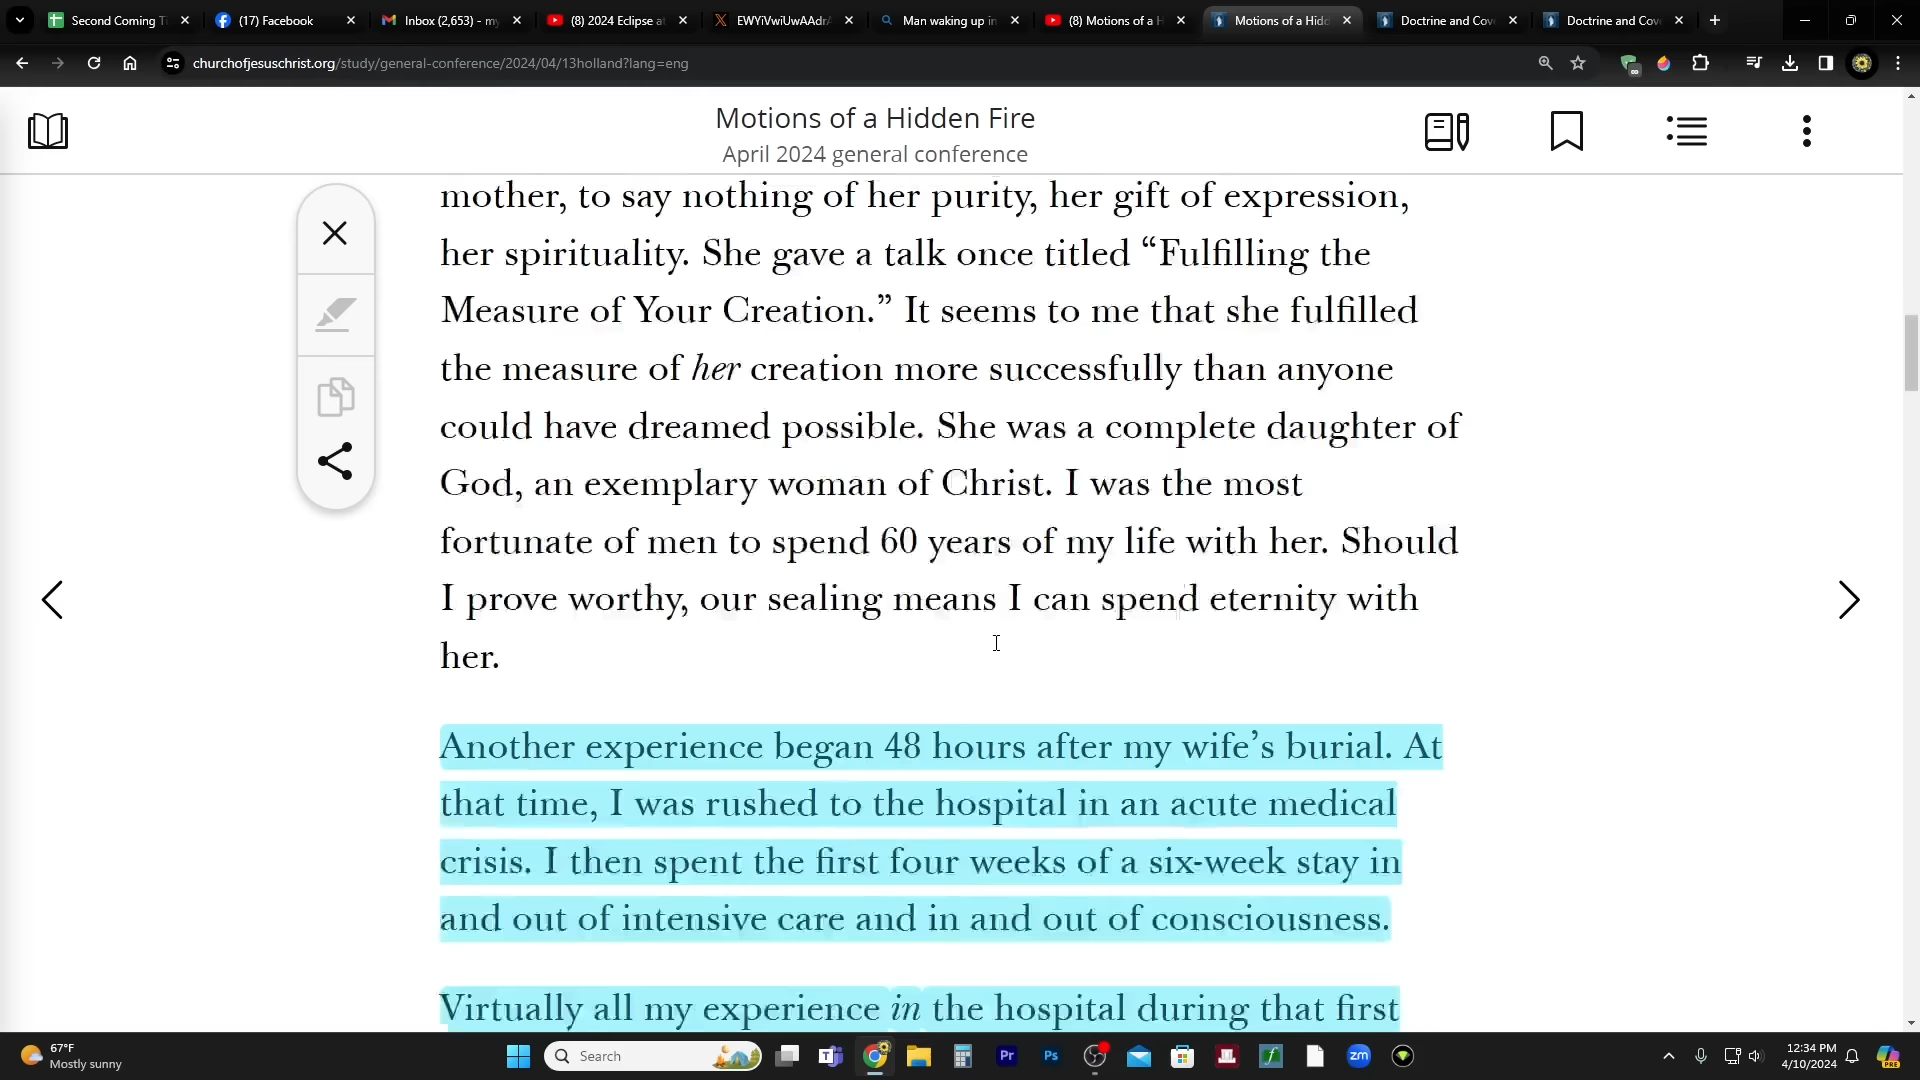 Second Coming Ti
(17) Facebook
Inbox (2,653) - my
(8) 2024 Eclipse at
EWYiVwiUwAAdrA
Man waking up in
(8) Motions of a H
Motions of a Hidd
Doctrine and Cov
Doctrine and Cov
churchofjesuschrist.org/study/general-conference/2024/04/13holland?lang=eng
Motions of a Hidden Fire
April 2024 general conference
mother, to say nothing of her purity, her gift of expression,
her spirituality. She gave a talk once titled “Fulfilling the
Measure of Your Creation.” It seems to me that she fulfilled
the measure of her creation more successfully than anyone
could have dreamed possible. She was a complete daughter of
God, an exemplary woman of Christ. I was the most
fortunate of men to spend 60 years of my life with her. Should
I prove worthy, our sealing means I can spend eternity with
her.
Another experience began 48 hours after my wife’s burial. At
that time, I was rushed to the hospital in an acute medical
crisis. I then spent the first four weeks of a six-week stay in
and out of intensive care and in and out of consciousness.
Virtually all my experience in the hospital during that first
67°F
Mostly sunny
Search
Pr
Ps
zm
12:34 PM
4/10/2024
PRE